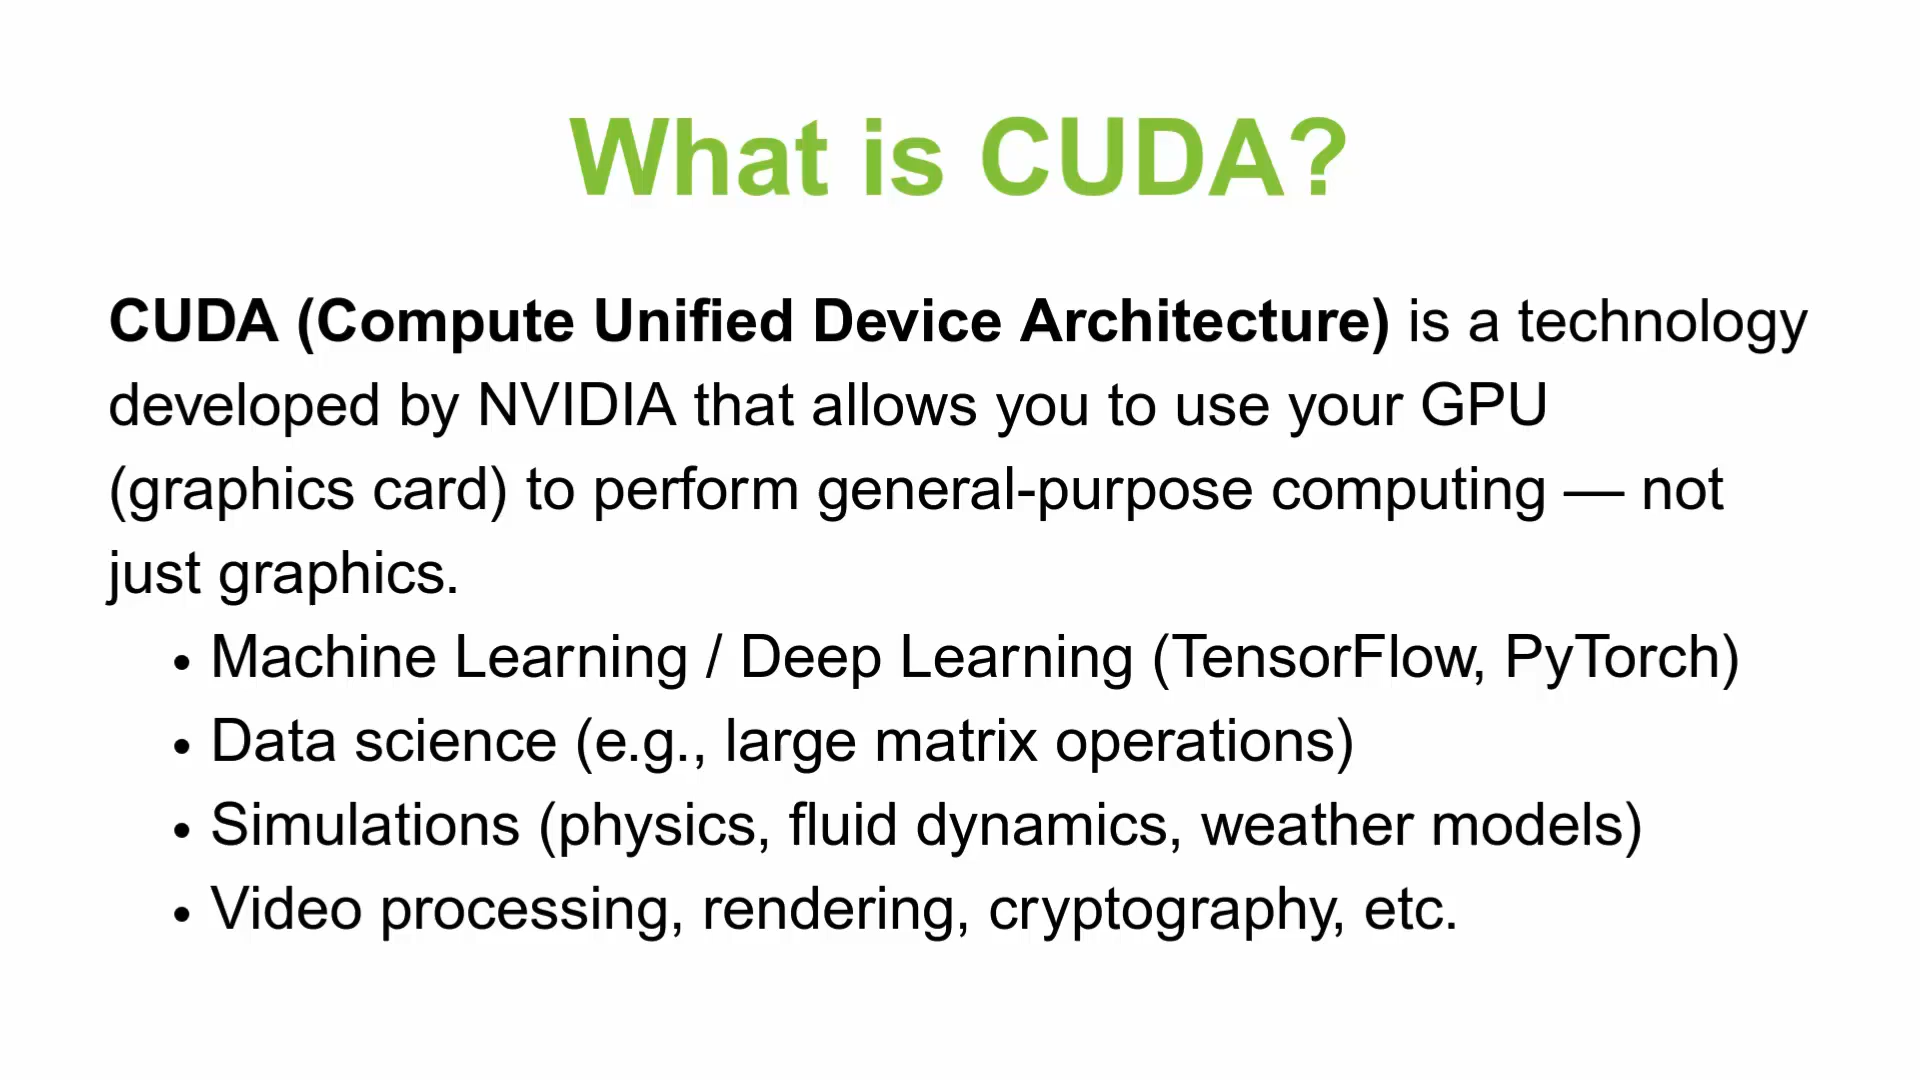 What is CUDA?
CUDA (Compute Unified Device Architecture) is a technology
developed by NVIDIA that allows you to use your GPU
(graphics card) to perform general-purpose computing — not
just graphics.
• Machine Learning / Deep Learning (TensorFlow, PyTorch)
• Data science (e.g., large matrix operations)
• Simulations (physics, fluid dynamics, weather models)
• Video processing, rendering, cryptography, etc.